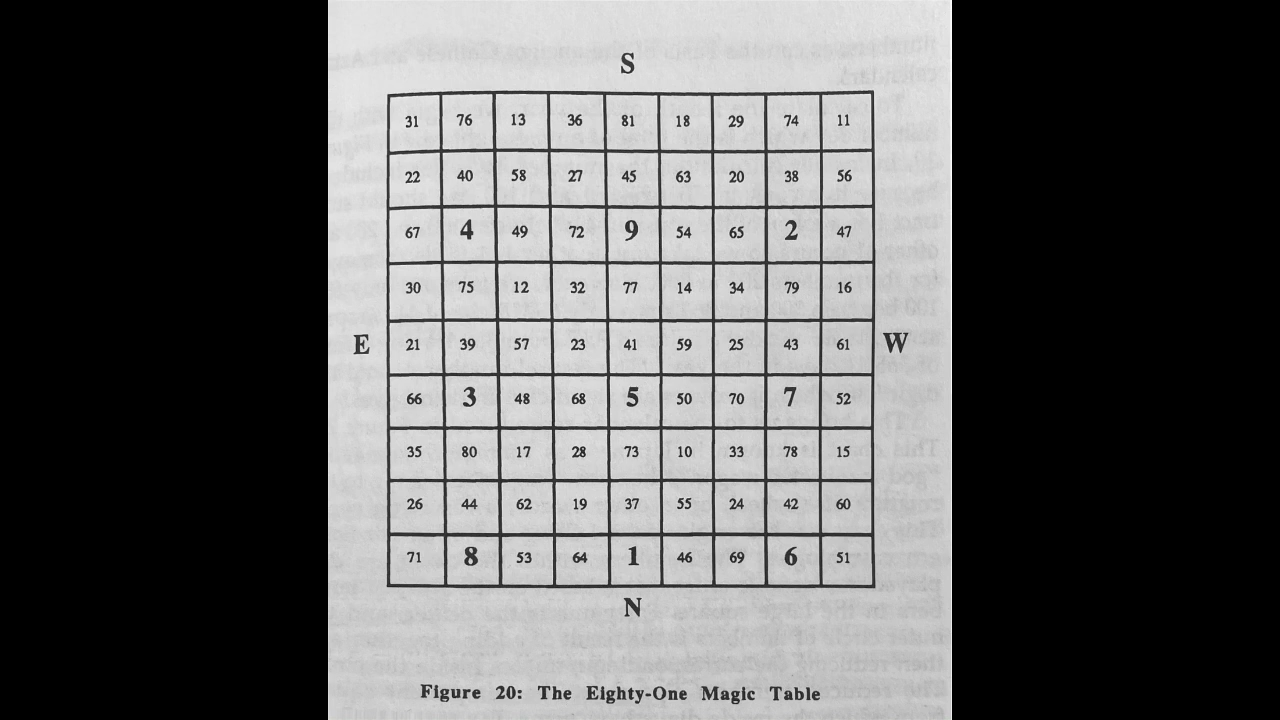 S
31 76 13 36 81 18 29 74 11
22 40 58 27 45 63 20 38 56
67 4 49 72 9 54 65 2 47
30 75 12 32 77 14 34 79 16
E 21 39 57 23 41 59 25 43 61 W
66 3 48 68 5 50 70 7 52
35 80 17 28 73 10 33 78 15
26 44 62 19 37 55 24 42 60
71 8 53 64 1 46 69 6 51
N
Figure 20: The Eighty-One Magic Table